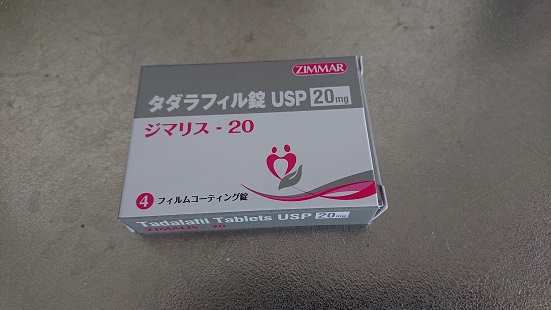 ZIMMAR
タダラフィル錠 USP 20mg
ジマリス - 20
4 フィルムコーティング錠
Tadalafil Tablets USP 20mg
ZIMALIS - 20